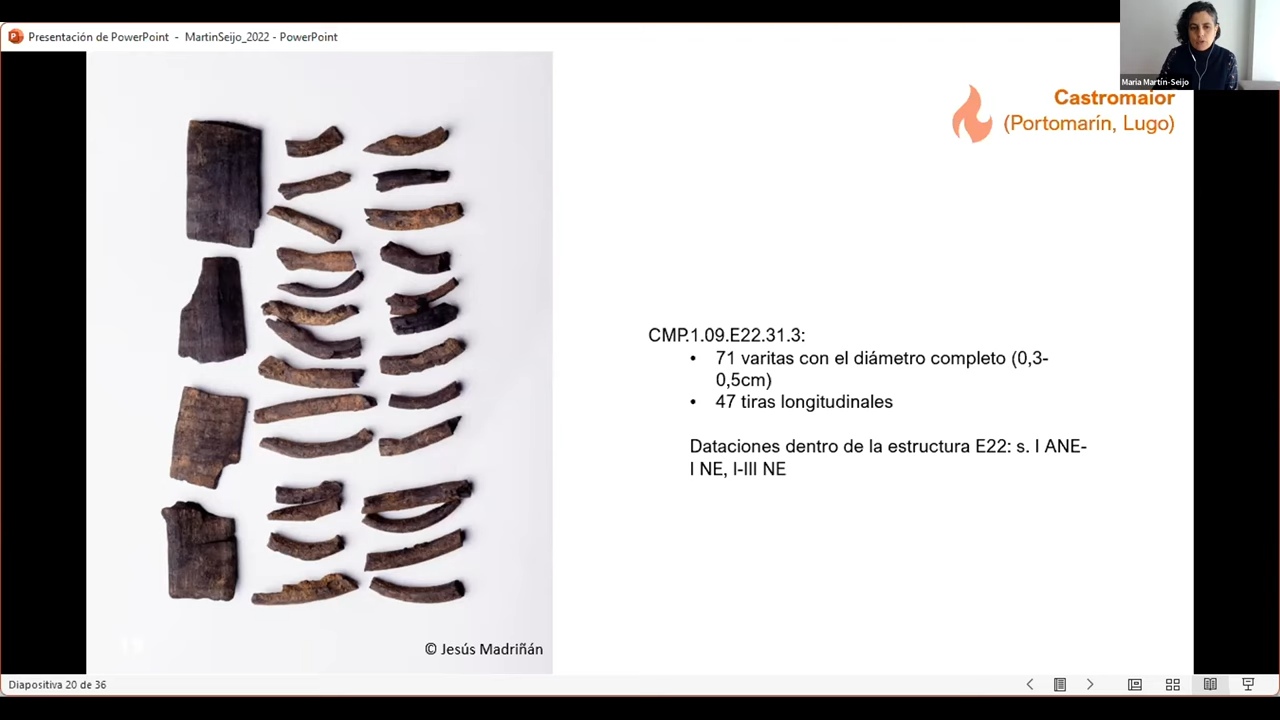 Presentación de PowerPoint - MartinSeijo_2022 - PowerPoint
Maria Martín-Seijo
Castromaior
(Portomarín, Lugo)
CMP.1.09.E22.31.3:
• 71 varitas con el diámetro completo (0,3-
0,5cm)
• 47 tiras longitudinales
Dataciones dentro de la estructura E22: s. I ANE-
I NE, I-III NE
© Jesús Madriñán
Diapositiva 20 de 36